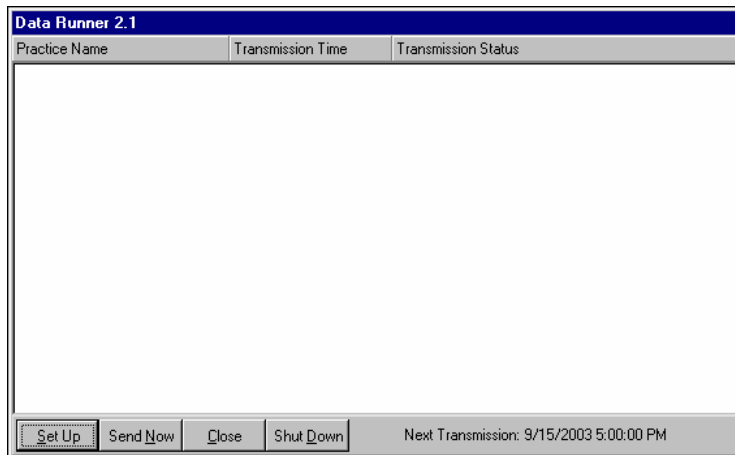 Data Runner 2.1
Practice Name Transmission Time Transmission Status
Set Up Send Now Close Shut Down Next Transmission: 9/15/2003 5:00:00 PM